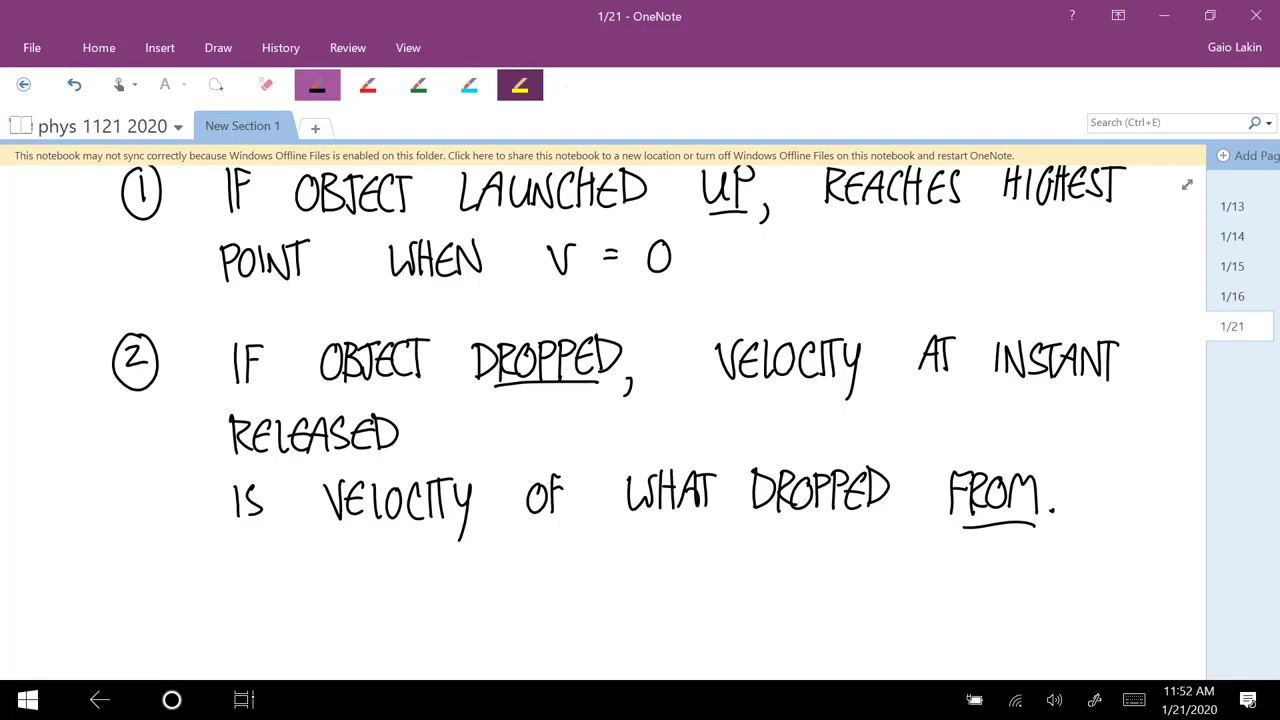 1/21 - OneNote
?
File Home Insert Draw History Review View
Gaio Lakin
A
phys 1121 2020
New Section 1
+
Search (Ctrl+E)
This notebook may not sync correctly because Windows Offline Files is enabled on this folder. Click here to share this notebook to a new location or turn off Windows Offline Files on this notebook and restart OneNote.
Add Pag
1/13
1/14
1/15
1/16
1/21
① IF OBJECT LAUNCHED UP, REACHES HIGHEST
POINT WHEN V = 0
② IF OBJECT DROPPED, VELOCITY AT INSTANT
RELEASED
IS VELOCITY OF WHAT DROPPED FROM.
11:52 AM
1/21/2020